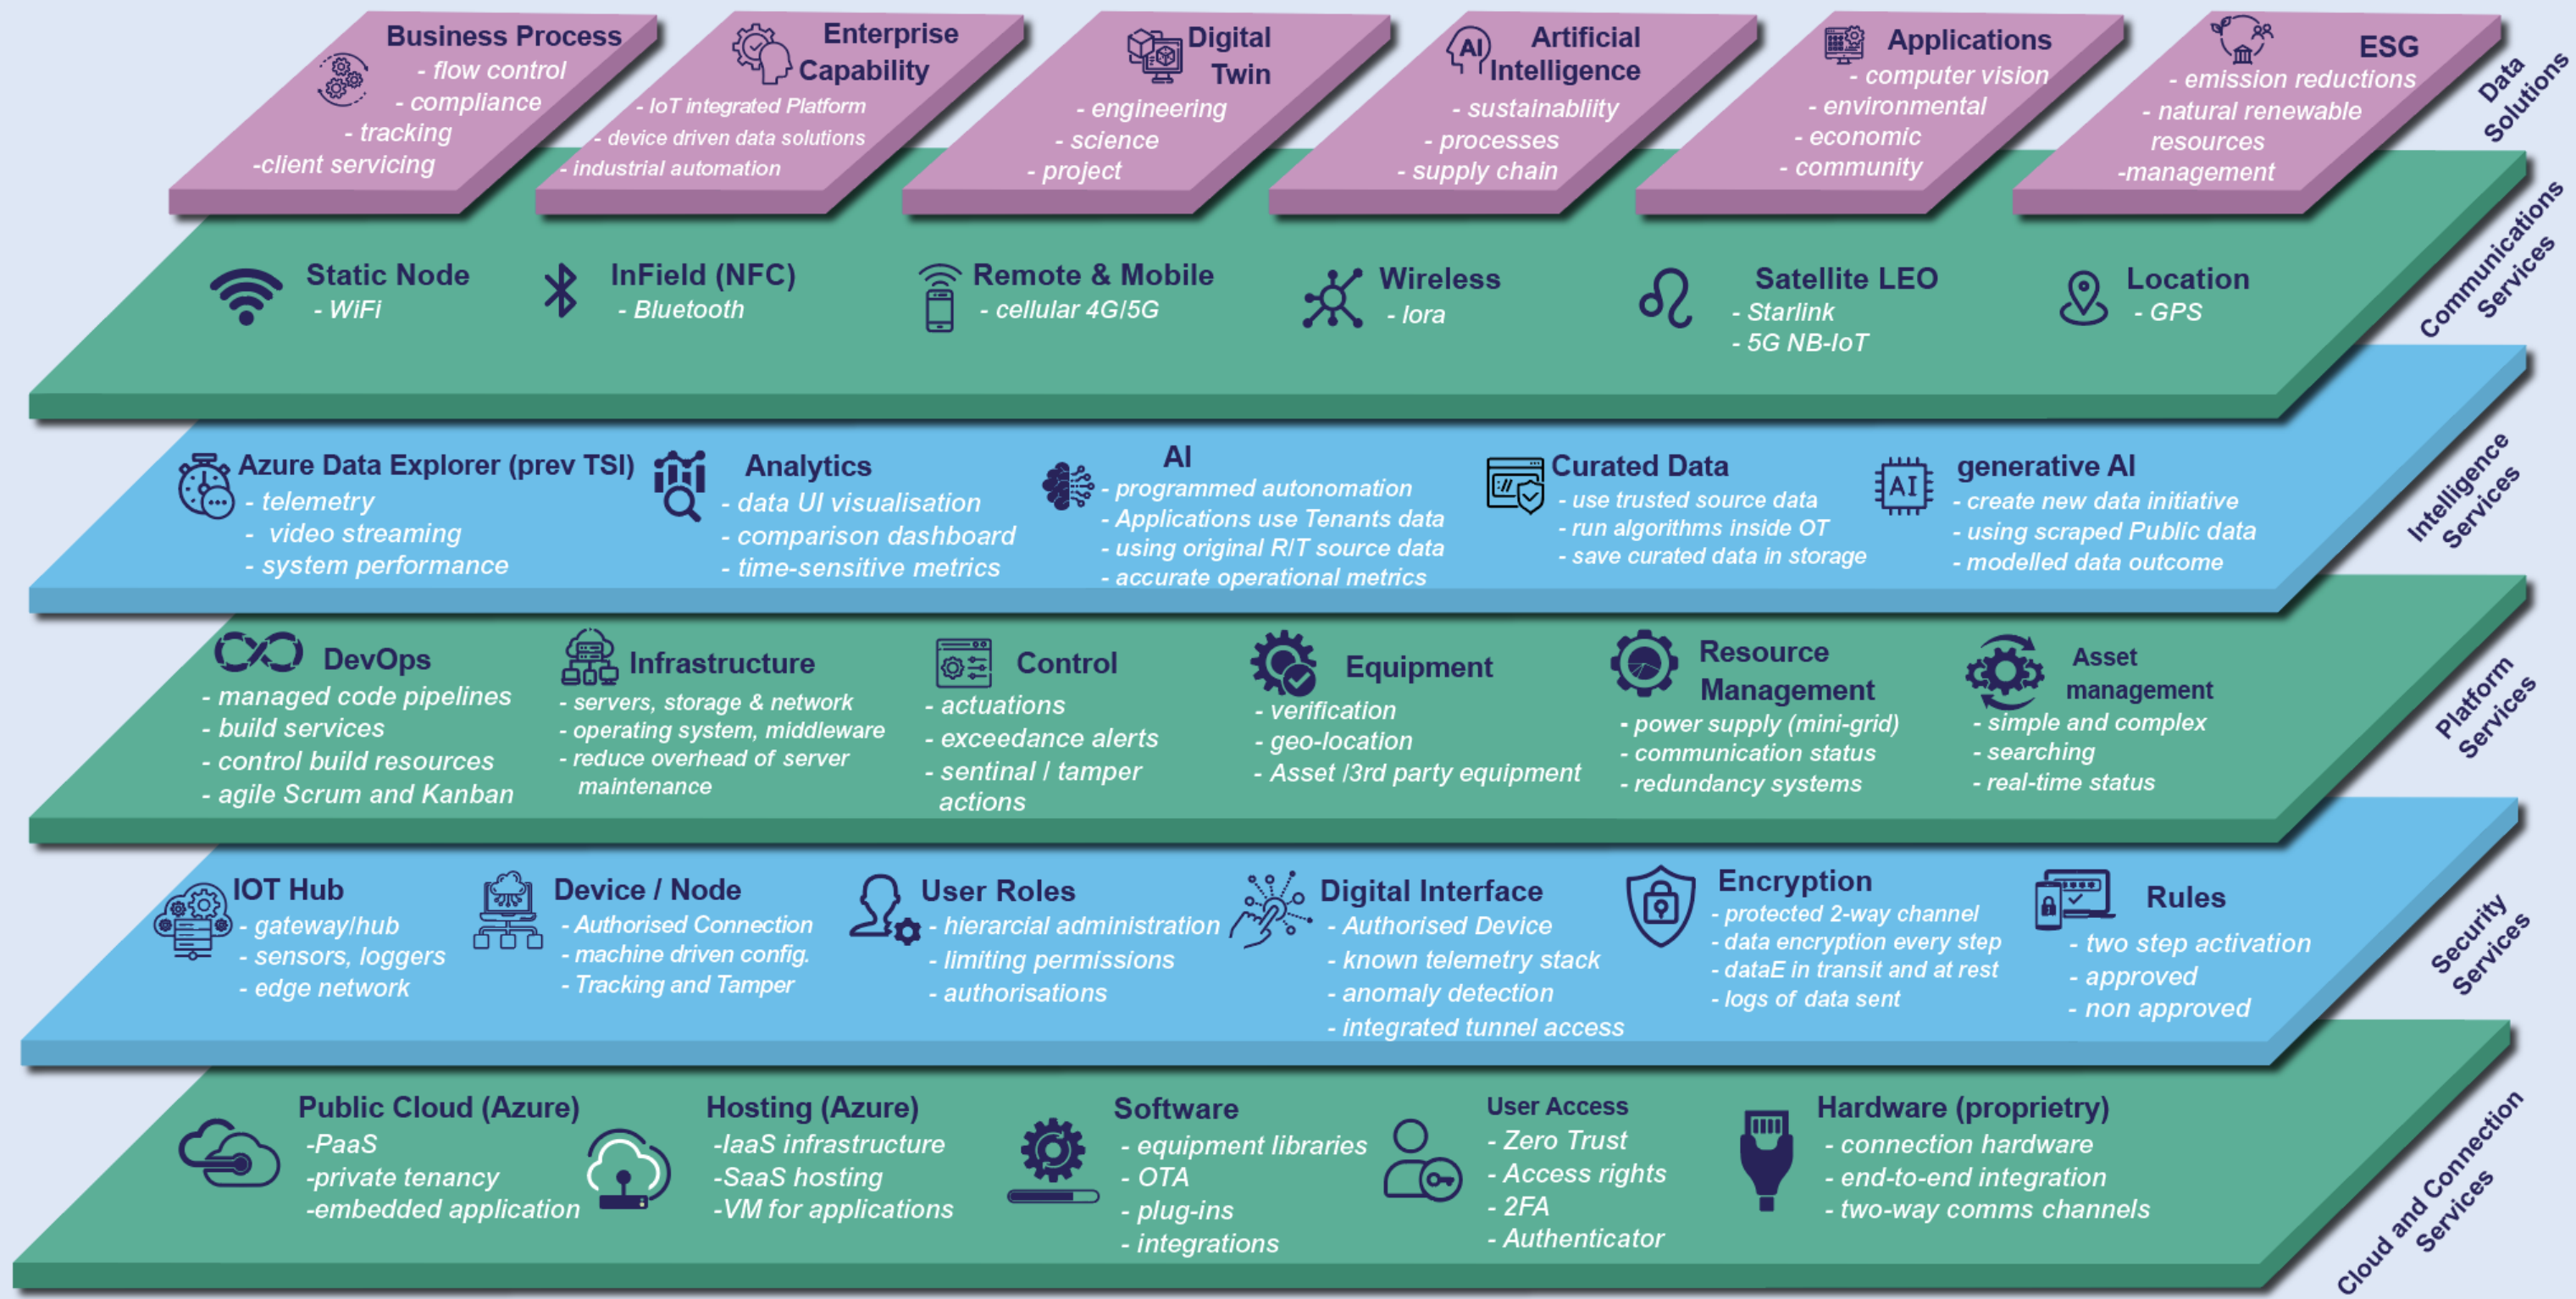 Business Process
- flow control
- compliance
- tracking
-client servicing
Enterprise
Capability
- IoT integrated Platform
- device driven data solutions
- industrial automation
Digital
Twin
- engineering
- science
- project
AI
Artificial
Intelligence
- sustainabliity
- processes
- supply chain
Applications
- computer vision
- environmental
- economic
- community
ESG
- emission reductions
- natural renewable
resources
-management
Data
Solutions
Static Node
- WiFi
InField (NFC)
- Bluetooth
Remote & Mobile
- cellular 4G/5G
Wireless
- lora
Satellite LEO
- Starlink
- 5G NB-IoT
Location
- GPS
Communications
Services
Azure Data Explorer (prev TSI)
- telemetry
- video streaming
- system performance
Analytics
- data UI visualisation
- comparison dashboard
- time-sensitive metrics
AI
- programmed autonomation
- Applications use Tenants data
- using original R/T source data
- accurate operational metrics
://
Curated Data
- use trusted source data
- run algorithms inside OT
- save curated data in storage
AI
generative AI
- create new data initiative
- using scraped Public data
- modelled data outcome
Intelligence
Services
DevOps
- managed code pipelines
- build services
- control build resources
- agile Scrum and Kanban
Infrastructure
- servers, storage & network
- operating system, middleware
- reduce overhead of server
maintenance
Control
- actuations
- exceedance alerts
- sentinal / tamper
actions
Equipment
- verification
- geo-location
- Asset /3rd party equipment
Resource
Management
- power supply (mini-grid)
- communication status
- redundancy systems
Asset
management
- simple and complex
- searching
- real-time status
Platform
Services
IOT Hub
- gateway/hub
- sensors, loggers
- edge network
Device / Node
- Authorised Connection
- machine driven config.
- Tracking and Tamper
User Roles
- hierarcial administration
- limiting permissions
- authorisations
Digital Interface
- Authorised Device
- known telemetry stack
- anomaly detection
- integrated tunnel access
Encryption
- protected 2-way channel
- data encryption every step
- dataE in transit and at rest
- logs of data sent
Rules
- two step activation
- approved
- non approved
Security
Services
Public Cloud (Azure)
-PaaS
-private tenancy
-embedded application
Hosting (Azure)
-IaaS infrastructure
-SaaS hosting
-VM for applications
Software
- equipment libraries
- OTA
- plug-ins
- integrations
User Access
- Zero Trust
- Access rights
- 2FA
- Authenticator
Hardware (proprietry)
- connection hardware
- end-to-end integration
- two-way comms channels
Cloud and Connection
Services